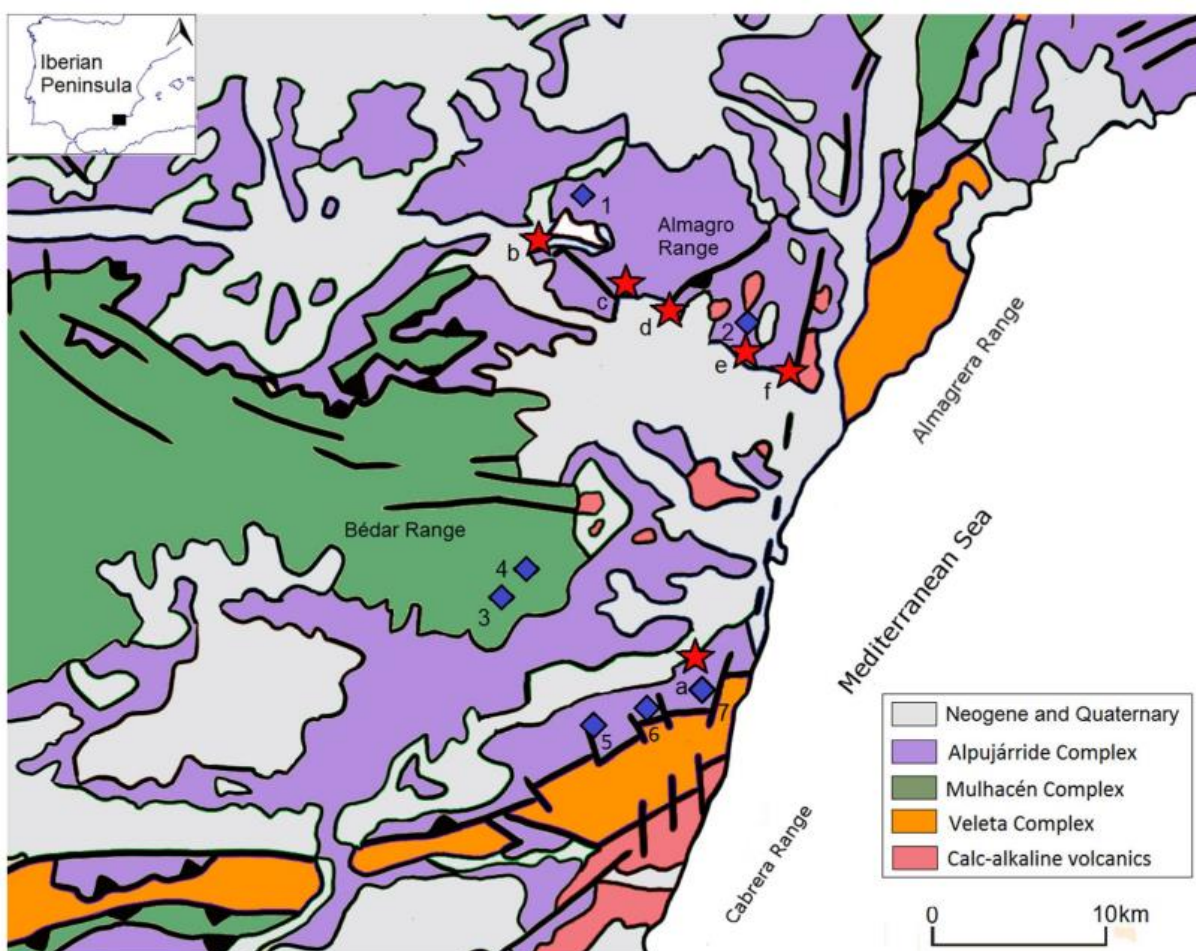 Iberian
Peninsula
1
Almagro
Range
b
c
d
2
e
f
Almagrera Range
Bédar Range
4
3
Mediterranean Sea
a
7
6
5
Cabrera Range
Neogene and Quaternary
Alpujárride Complex
Mulhacén Complex
Veleta Complex
Calc-alkaline volcanics
0
10km